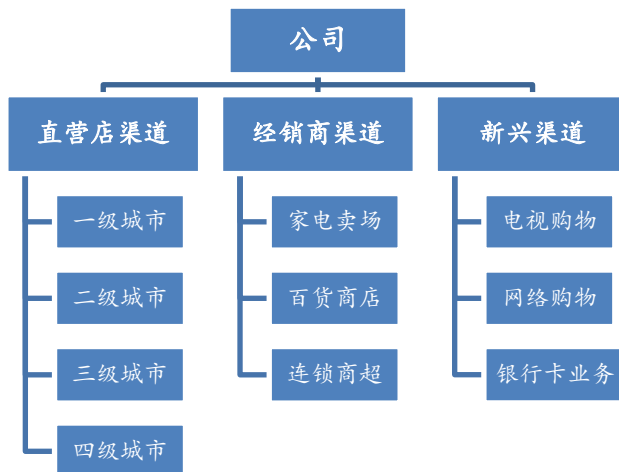 公司
直营店渠道
经销商渠道
新兴渠道
一级城市
家电卖场
电视购物
二级城市
百货商店
网络购物
三级城市
连锁商超
银行卡业务
四级城市